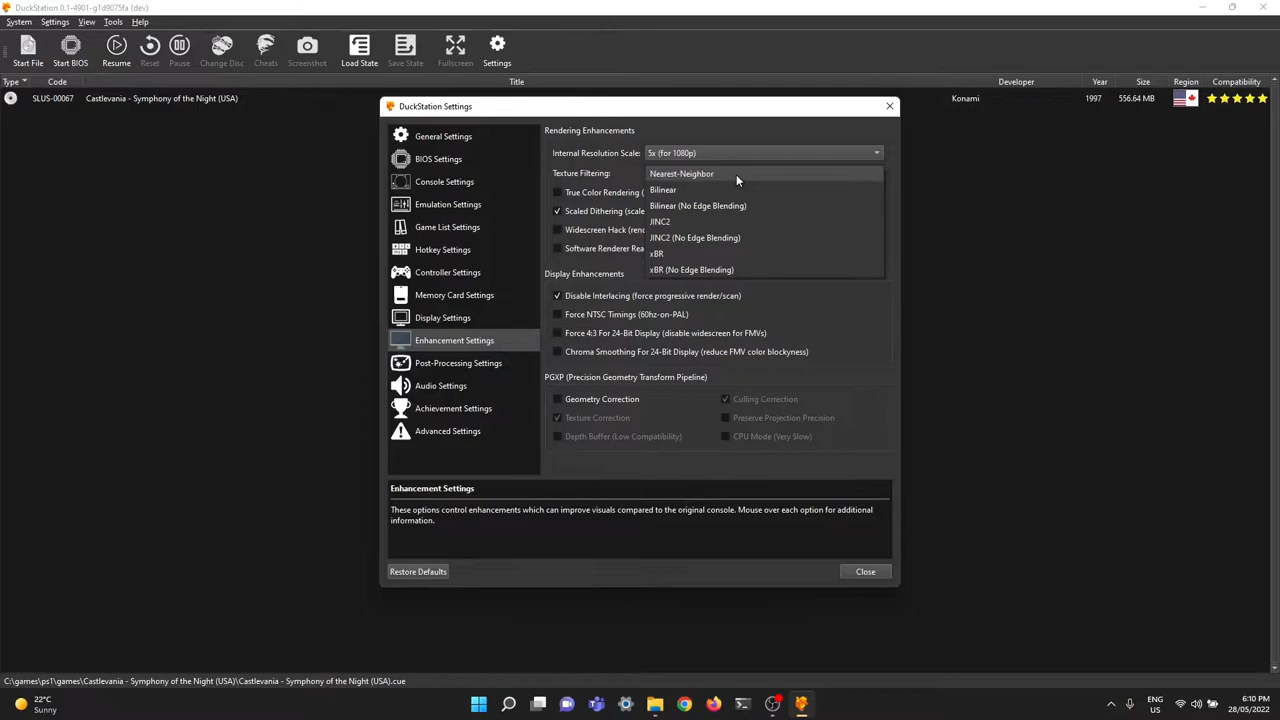 DuckStation 0.1-4901-g1d9075fa (dev)
System Settings View Tools Help
Start File Start BIOS Resume Reset Pause Change Disc Cheats Screenshot Load State Save State Fullscreen Settings
Type Code Title Developer Year Size Region Compatibility
SLUS-00067 Castlevania - Symphony of the Night (USA) Konami 1997 556.64 MB
DuckStation Settings
General Settings
BIOS Settings
Console Settings
Emulation Settings
Game List Settings
Hotkey Settings
Controller Settings
Memory Card Settings
Display Settings
Enhancement Settings
Post-Processing Settings
Audio Settings
Achievement Settings
Advanced Settings
Rendering Enhancements
Internal Resolution Scale: 5x (for 1080p)
Texture Filtering:
Nearest-Neighbor
Bilinear
Bilinear (No Edge Blending)
JINC2
JINC2 (No Edge Blending)
xBR
xBR (No Edge Blending)
True Color Rendering (
Scaled Dithering (scale
Widescreen Hack (ren
Software Renderer Rea
Display Enhancements
Disable Interlacing (force progressive render/scan)
Force NTSC Timings (60hz-on-PAL)
Force 4:3 For 24-Bit Display (disable widescreen for FMVs)
Chroma Smoothing For 24-Bit Display (reduce FMV color blockyness)
PGXP (Precision Geometry Transform Pipeline)
Geometry Correction Culling Correction
Texture Correction Preserve Projection Precision
Depth Buffer (Low Compatibility) CPU Mode (Very Slow)
Enhancement Settings
These options control enhancements which can improve visuals compared to the original console. Mouse over each option for additional
information.
Restore Defaults Close
C:\games\ps1\games\Castlevania - Symphony of the Night (USA)\Castlevania - Symphony of the Night (USA).cue
22°C
Sunny
ENG
US
6:10 PM
28/05/2022